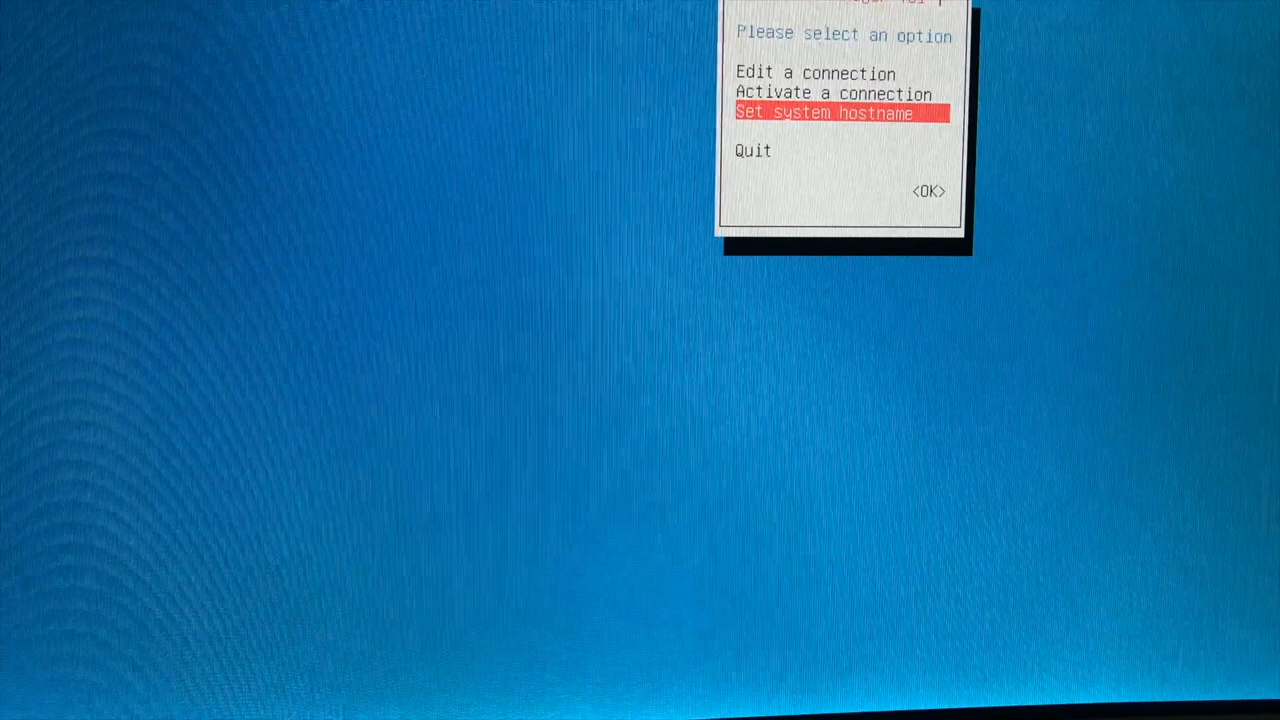 Please select an option
Edit a connection
Activate a connection
Set system hostname
Quit
<OK>